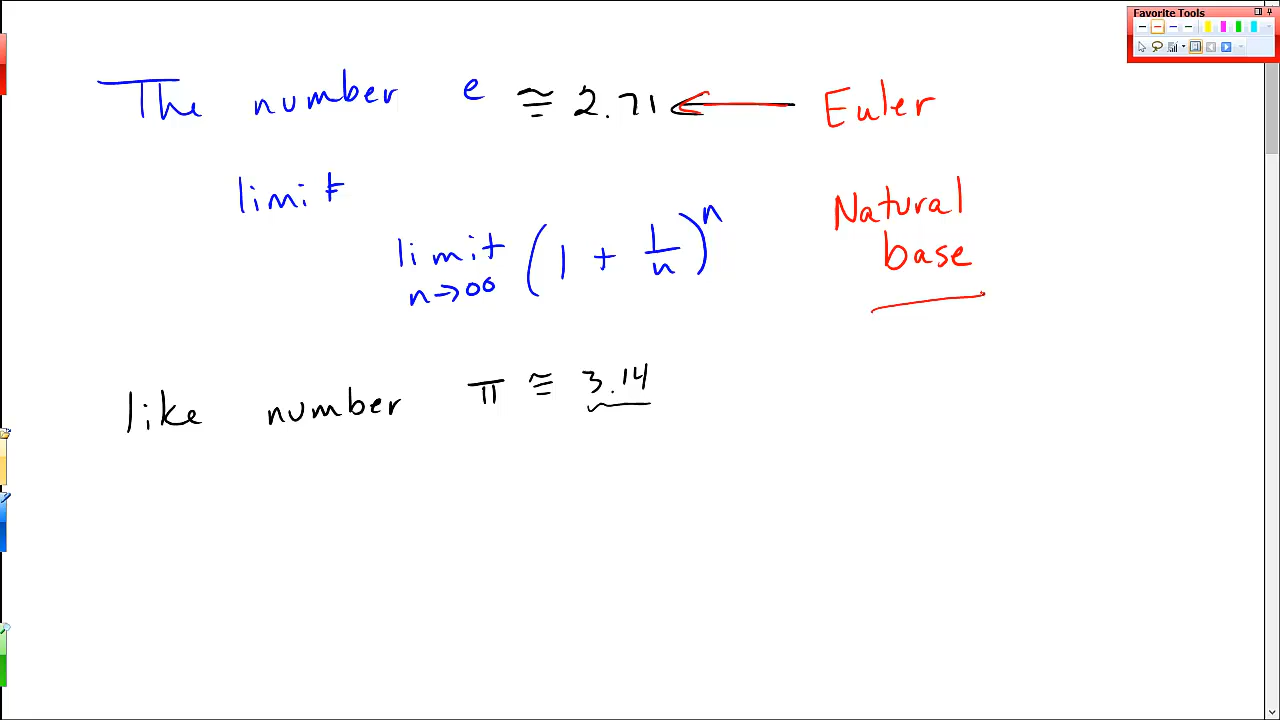 Favorite Tools
The number e ≅ 2.71 ← Euler
limit
Natural base
limit n→∞ (1 + 1/n)^n
like number π ≅ 3.14